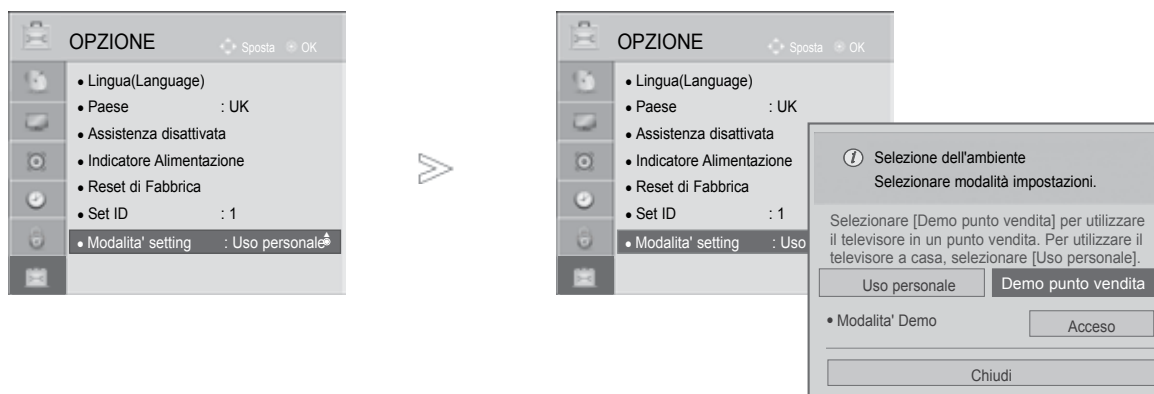 OPZIONE
Sposta OK
• Lingua(Language)
• Paese : UK
• Assistenza disattivata
• Indicatore Alimentazione
• Reset di Fabbrica
• Set ID : 1
• Modalita' setting : Uso personale
OPZIONE
Sposta OK
• Lingua(Language)
• Paese : UK
• Assistenza disattivata
• Indicatore Alimentazione
• Reset di Fabbrica
• Set ID : 1
• Modalita' setting : Uso
i Selezione dell'ambiente
Selezionare modalità impostazioni.
Selezionare [Demo punto vendita] per utilizzare
il televisore in un punto vendita. Per utilizzare il
televisore a casa, selezionare [Uso personale].
Uso personale Demo punto vendita
• Modalita' Demo Acceso
Chiudi